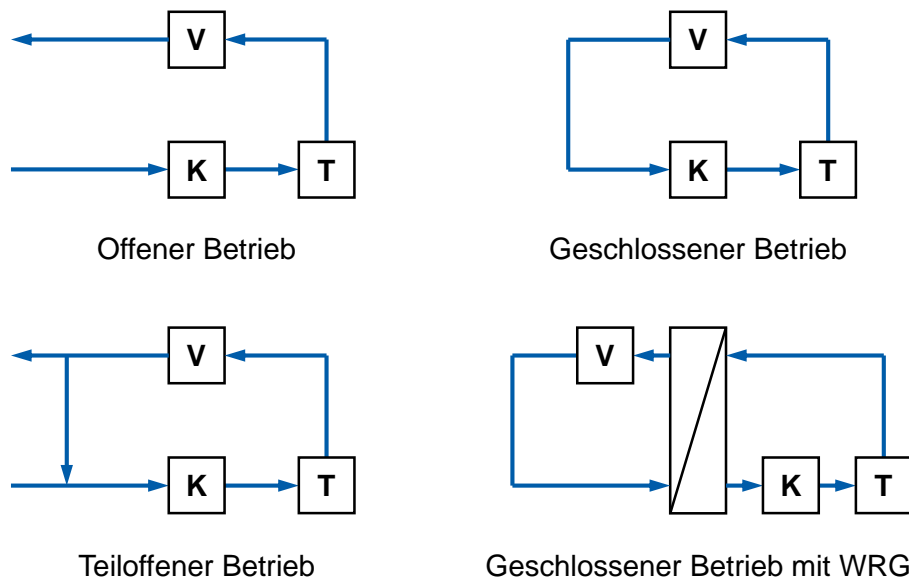 V
K
T
Offener Betrieb
V
K
T
Geschlossener Betrieb
V
K
T
Teiloffener Betrieb
V
K
T
Geschlossener Betrieb mit WRG